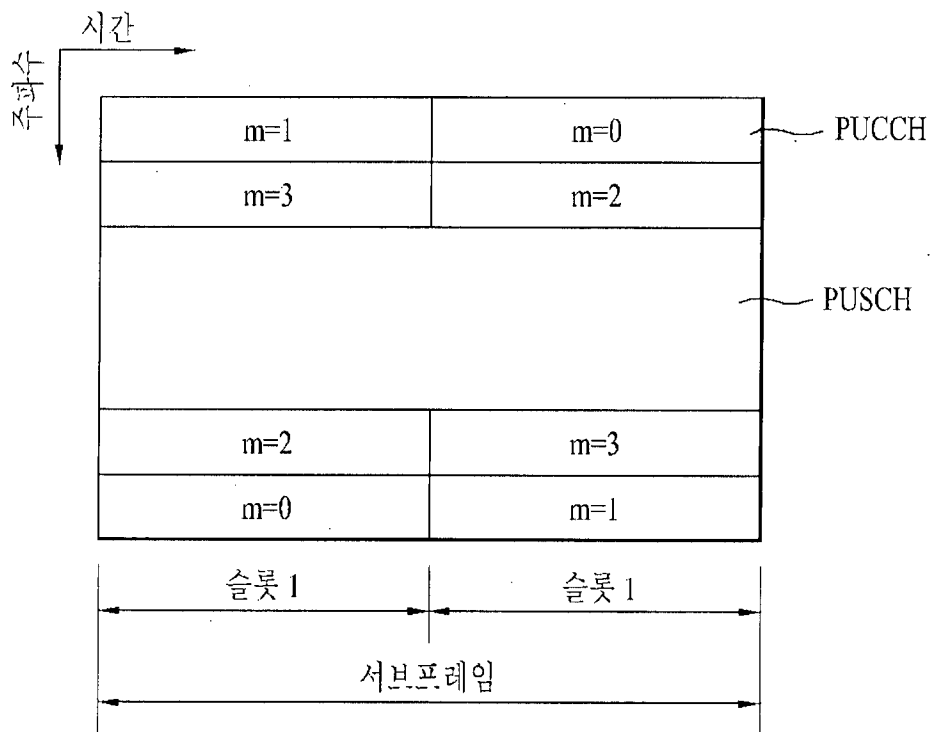 시간
주파수
m=1 m=0 PUCCH
m=3 m=2
PUSCH
m=2 m=3
m=0 m=1
슬롯 1 슬롯 1
서브프레임